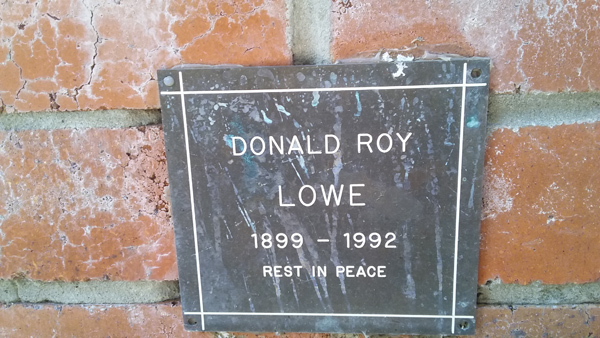 DONALD ROY
LOWE
1899 – 1992
REST IN PEACE